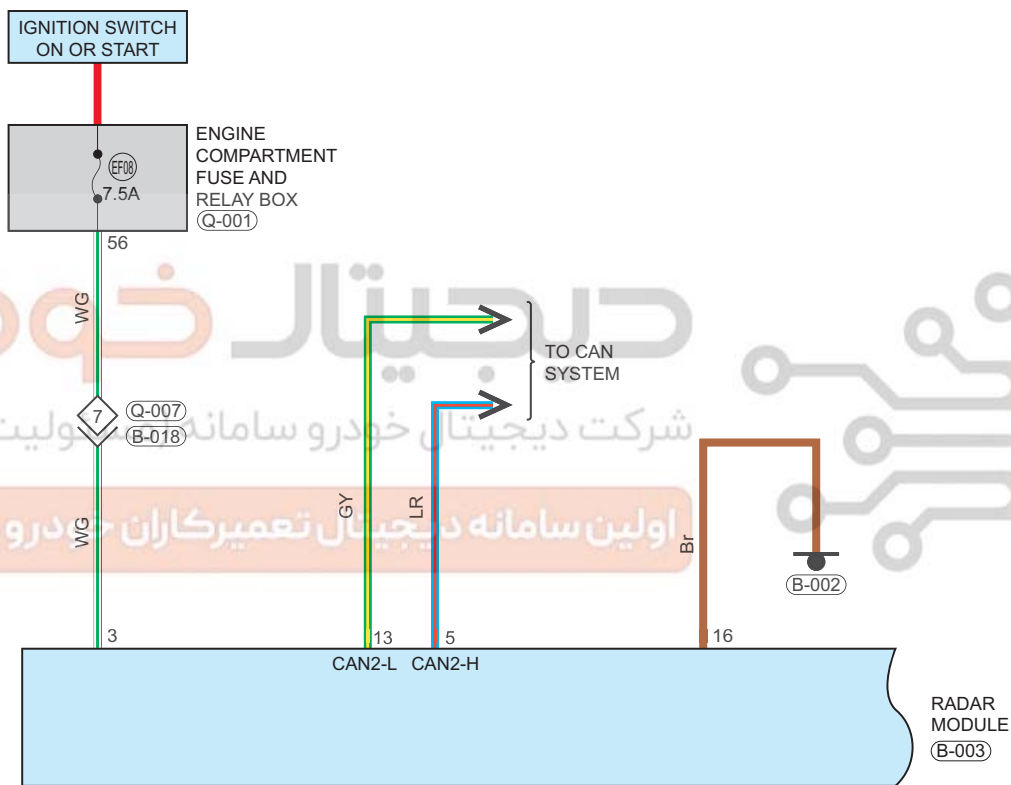 IGNITION SWITCH
ON OR START
ENGINE
COMPARTMENT
FUSE AND
RELAY BOX
Q-001
EF08
7.5A
56
WG
دیجیتال خودرو
TO CAN
SYSTEM
7
Q-007
B-018
شرکت دیجیتال خودرو سامانه
اولین سامانه دیجیتال تعمیرکاران خودرو
WG
GY
LR
Br
B-002
3
13
5
16
CAN2-L
CAN2-H
RADAR
MODULE
B-003